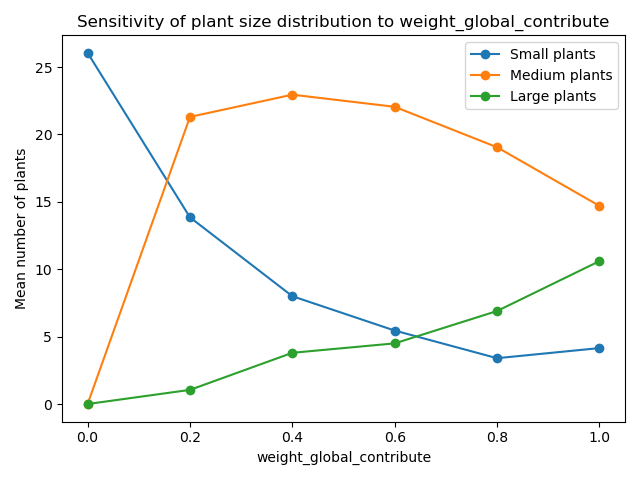 Sensitivity of plant size distribution to weight_global_contribute
Small plants
Medium plants
Large plants
Mean number of plants
25
20
15
10
5
0
0.0 0.2 0.4 0.6 0.8 1.0
weight_global_contribute